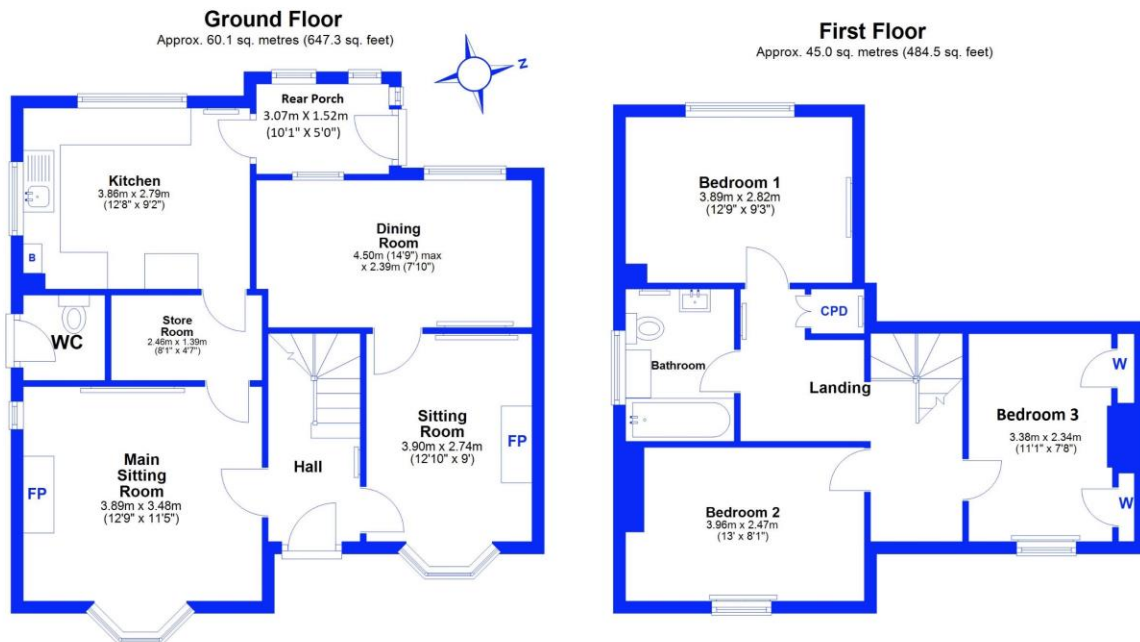 Ground Floor
Approx. 60.1 sq. metres (647.3 sq. feet)
N
Rear Porch
3.07m X 1.52m
(10'1" X 5'0")
Kitchen
3.86m x 2.79m
(12'8" x 9'2")
B
Dining
Room
4.50m (14'9") max
x 2.39m (7'10")
WC
Store
Room
2.46m x 1.39m
(8'1" x 4'7")
Main
Sitting
Room
3.89m x 3.48m
(12'9" x 11'5")
FP
Hall
Sitting
Room
3.90m x 2.74m
(12'10" x 9')
FP
First Floor
Approx. 45.0 sq. metres (484.5 sq. feet)
Bedroom 1
3.89m x 2.82m
(12'9" x 9'3")
CPD
Bathroom
Landing
Bedroom 3
3.38m x 2.34m
(11'1" x 7'8")
W
W
Bedroom 2
3.96m x 2.47m
(13' x 8'1")